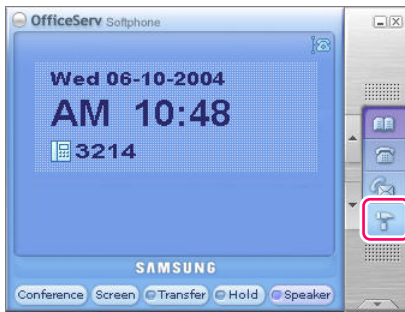 OfficeServ Softphone
Wed 06-10-2004
AM 10:48
3214
SAMSUNG
Conference Screen Transfer Hold Speaker